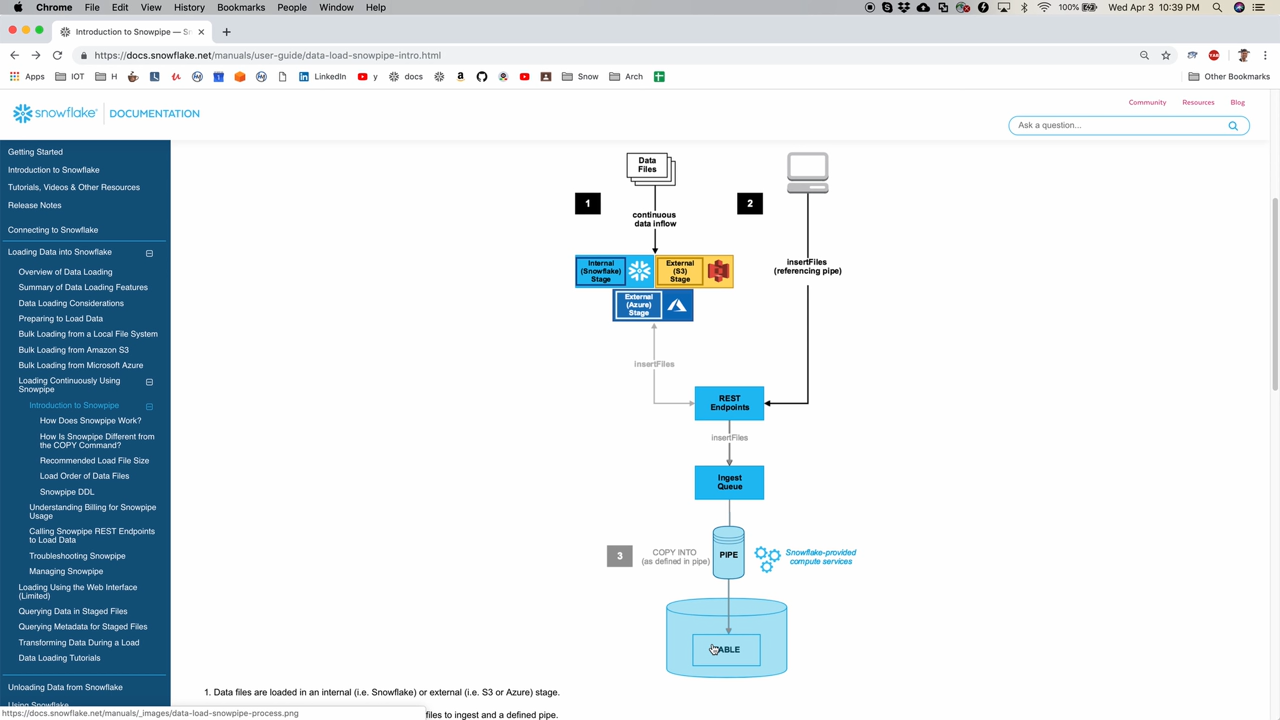 Chrome File Edit View History Bookmarks People Window Help
100% Wed Apr 3 10:39 PM
Introduction to Snowpipe — Sn
https://docs.snowflake.net/manuals/user-guide/data-load-snowpipe-intro.html
Apps IOT H LinkedIn y docs Snow Arch Other Bookmarks
snowflake DOCUMENTATION
Community Resources Blog
Ask a question...
Getting Started
Introduction to Snowflake
Tutorials, Videos & Other Resources
Release Notes
Connecting to Snowflake
Loading Data into Snowflake
Overview of Data Loading
Summary of Data Loading Features
Data Loading Considerations
Preparing to Load Data
Bulk Loading from a Local File System
Bulk Loading from Amazon S3
Bulk Loading from Microsoft Azure
Loading Continuously Using
Snowpipe
Introduction to Snowpipe
How Does Snowpipe Work?
How Is Snowpipe Different from
the COPY Command?
Recommended Load File Size
Load Order of Data Files
Snowpipe DDL
Understanding Billing for Snowpipe
Usage
Calling Snowpipe REST Endpoints
to Load Data
Troubleshooting Snowpipe
Managing Snowpipe
Loading Using the Web Interface
(Limited)
Querying Data in Staged Files
Querying Metadata for Staged Files
Transforming Data During a Load
Data Loading Tutorials
Unloading Data from Snowflake
Using Snowflake
Data
Files
1
2
continuous
data inflow
Internal
(Snowflake)
Stage
External
(S3)
Stage
External
(Azure)
Stage
insertFiles
(referencing pipe)
insertFiles
REST
Endpoints
insertFiles
Ingest
Queue
3
COPY INTO
(as defined in pipe)
PIPE
Snowflake-provided
compute services
TABLE
1. Data files are loaded in an internal (i.e. Snowflake) or external (i.e. S3 or Azure) stage.
files to ingest and a defined pipe.
https://docs.snowflake.net/manuals/_images/data-load-snowpipe-process.png